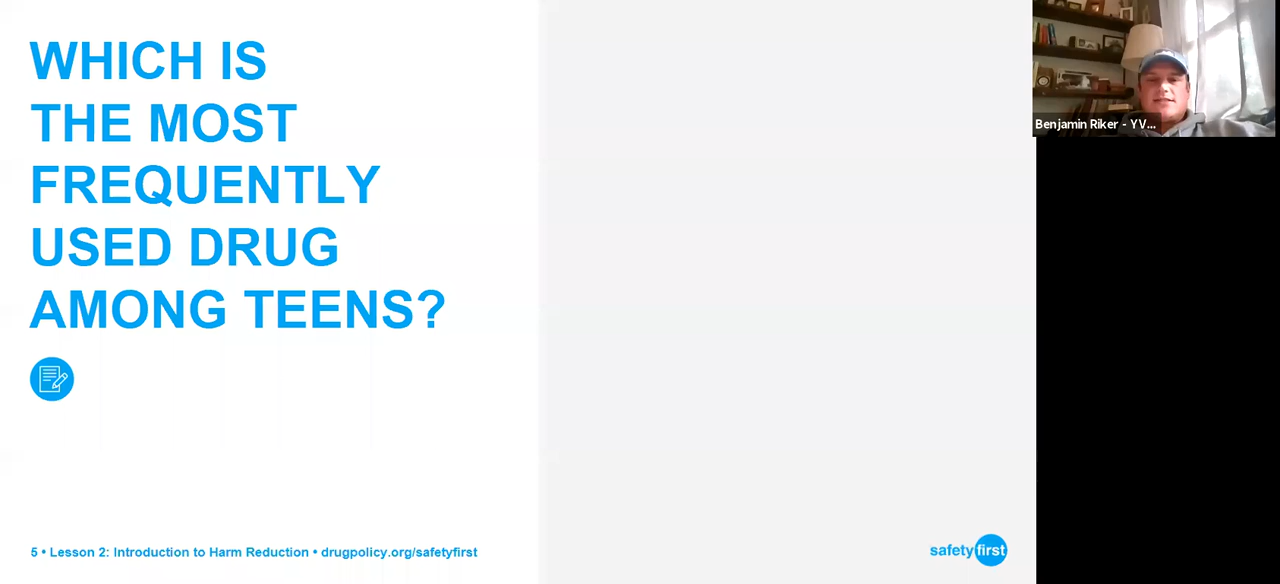 WHICH IS
THE MOST
FREQUENTLY
USED DRUG
AMONG TEENS?
5 • Lesson 2: Introduction to Harm Reduction • drugpolicy.org/safetyfirst
safetyfirst
Benjamin Riker - YV...